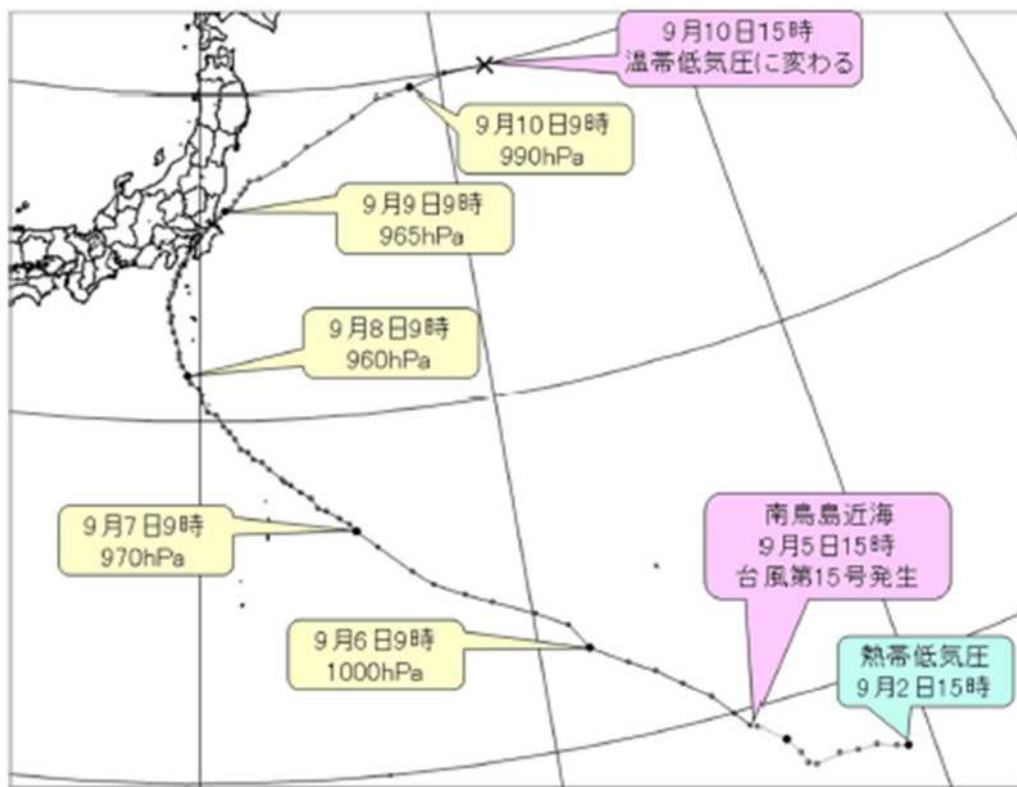 9月10日15時
温帯低気圧に変わる
9月10日9時
990hPa
9月9日9時
965hPa
9月8日9時
960hPa
9月7日9時
970hPa
南鳥島近海
9月5日15時
台風第15号発生
9月6日9時
1000hPa
熱帯低気圧
9月2日15時